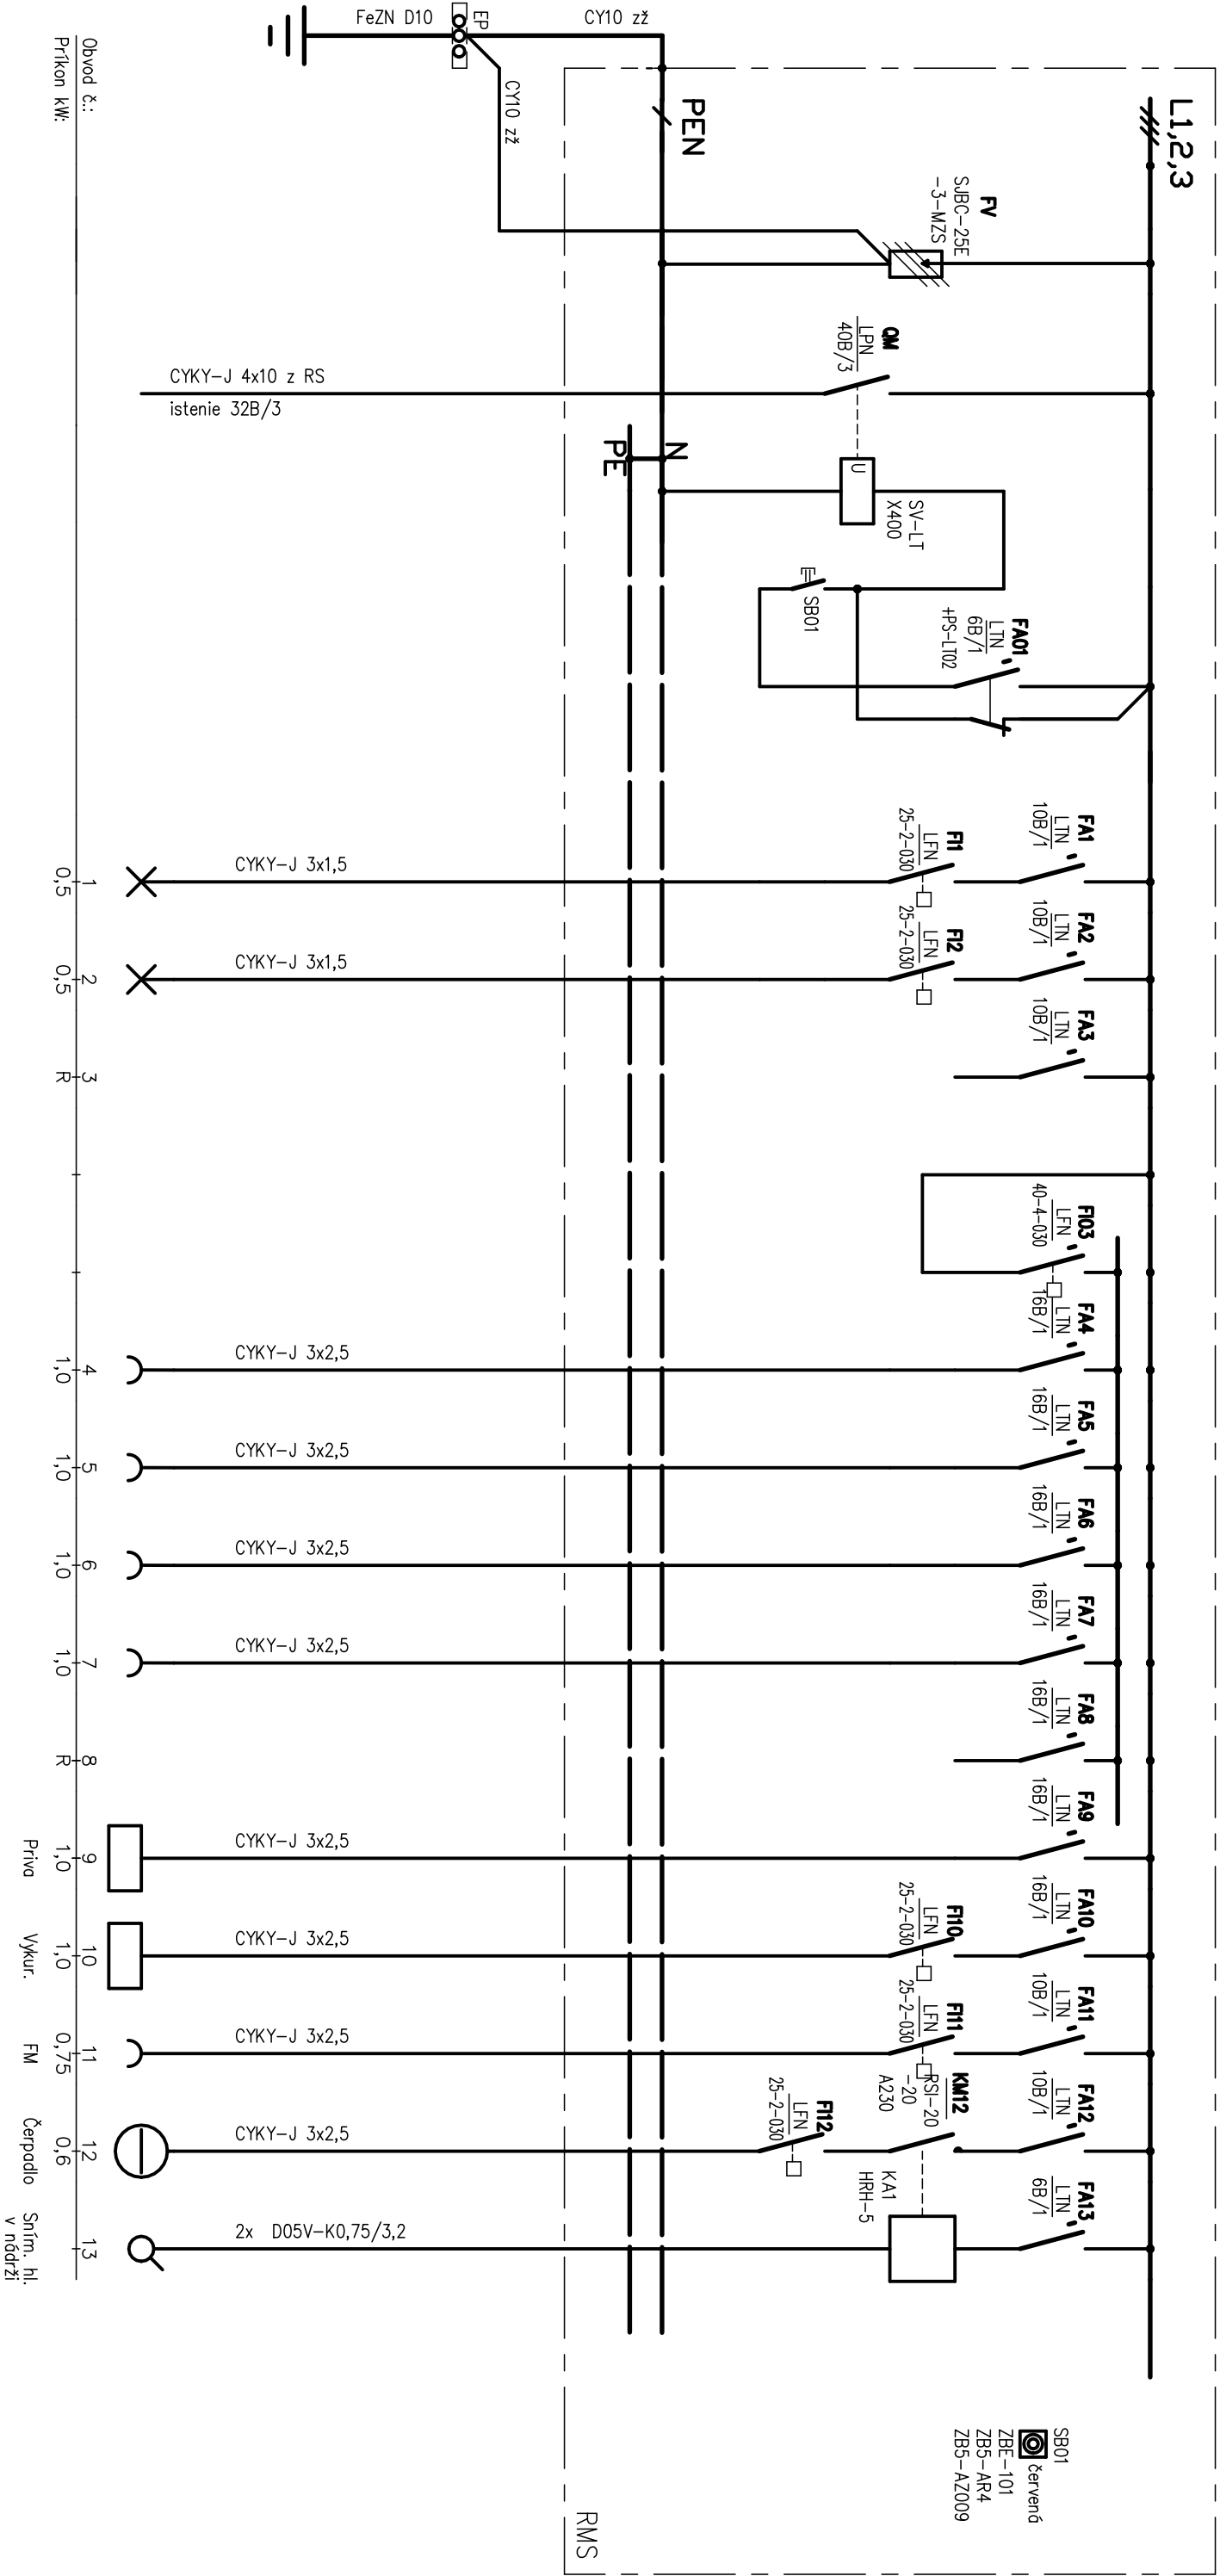 L1,2,3
PEN
FeZN D10
EP
CY10 zž
CY10 zž
FV
SJBC-25E
-3-MZS
QM
LPN
40B/3
CYKY-J 4x10 z RS
istenie 32B/3
N
PE
U
SV-LT
X400
SB01
FA01
LTN
6B/1
+PS-LT02
FA1
LTN
10B/1
FI1
LFN
25-2-030
CYKY-J 3x1,5
FA2
LTN
10B/1
FI2
LFN
25-2-030
CYKY-J 3x1,5
FA3
LTN
10B/1
FI03
LFN
40-4-030
FA4
LTN
16B/1
CYKY-J 3x2,5
FA5
LTN
16B/1
CYKY-J 3x2,5
FA6
LTN
16B/1
CYKY-J 3x2,5
FA7
LTN
16B/1
CYKY-J 3x2,5
FA8
LTN
16B/1
FA9
LTN
16B/1
CYKY-J 3x2,5
FA10
LTN
16B/1
FI10
LFN
25-2-030
CYKY-J 3x2,5
FA11
LTN
10B/1
FI11
LFN
25-2-030
CYKY-J 3x2,5
FA12
LTN
10B/1
KM12
RSI-20
-20
A230
FI12
LFN
25-2-030
CYKY-J 3x2,5
FA13
LTN
6B/1
KA1
HRH-5
2x D05V-K0,75/3,2
SB01
červená
ZBE-101
ZB5-AR4
ZB5-AZ009
RMS
Obvod č.: 1 2 3 4 5 6 7 8 9 10 11 12 13
Príkon kW: 0,5 0,5 R 1,0 1,0 1,0 1,0 R 1,0 1,0 0,75 0,6
Priva Vykur. FM Čerpadlo Sním. hl.
v nádrži